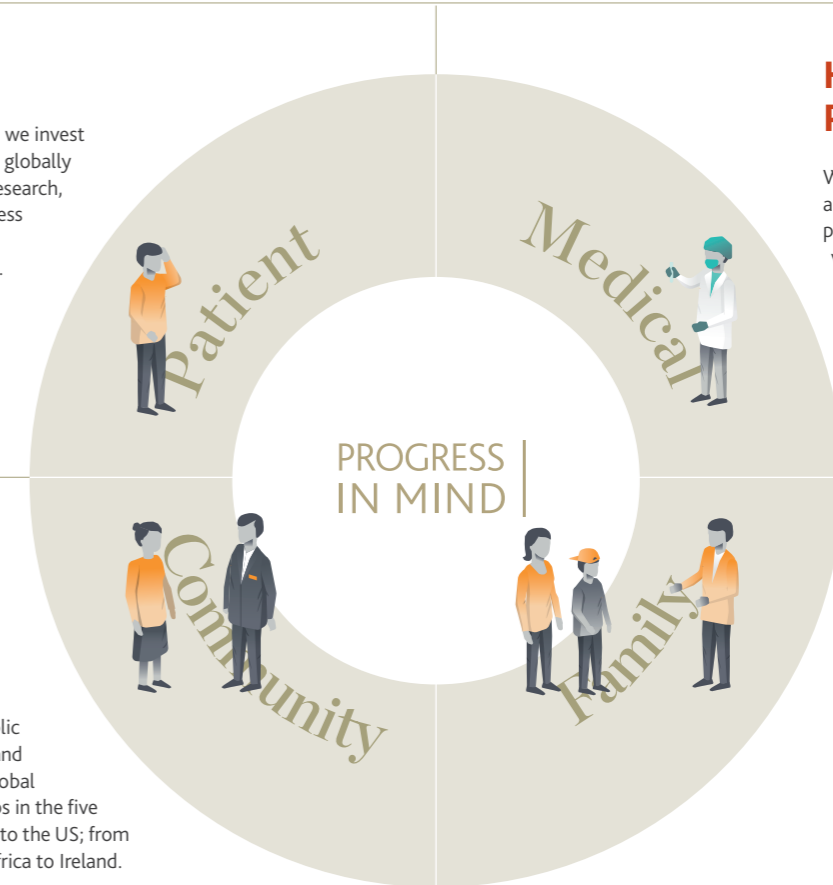 we invest
globally
esearch,
ess
.
Patient
Medical
H
P
W
a
p
PROGRESS
IN MIND
Community
Family
lic
and
obal
s in the five
to the US; from
frica to Ireland.